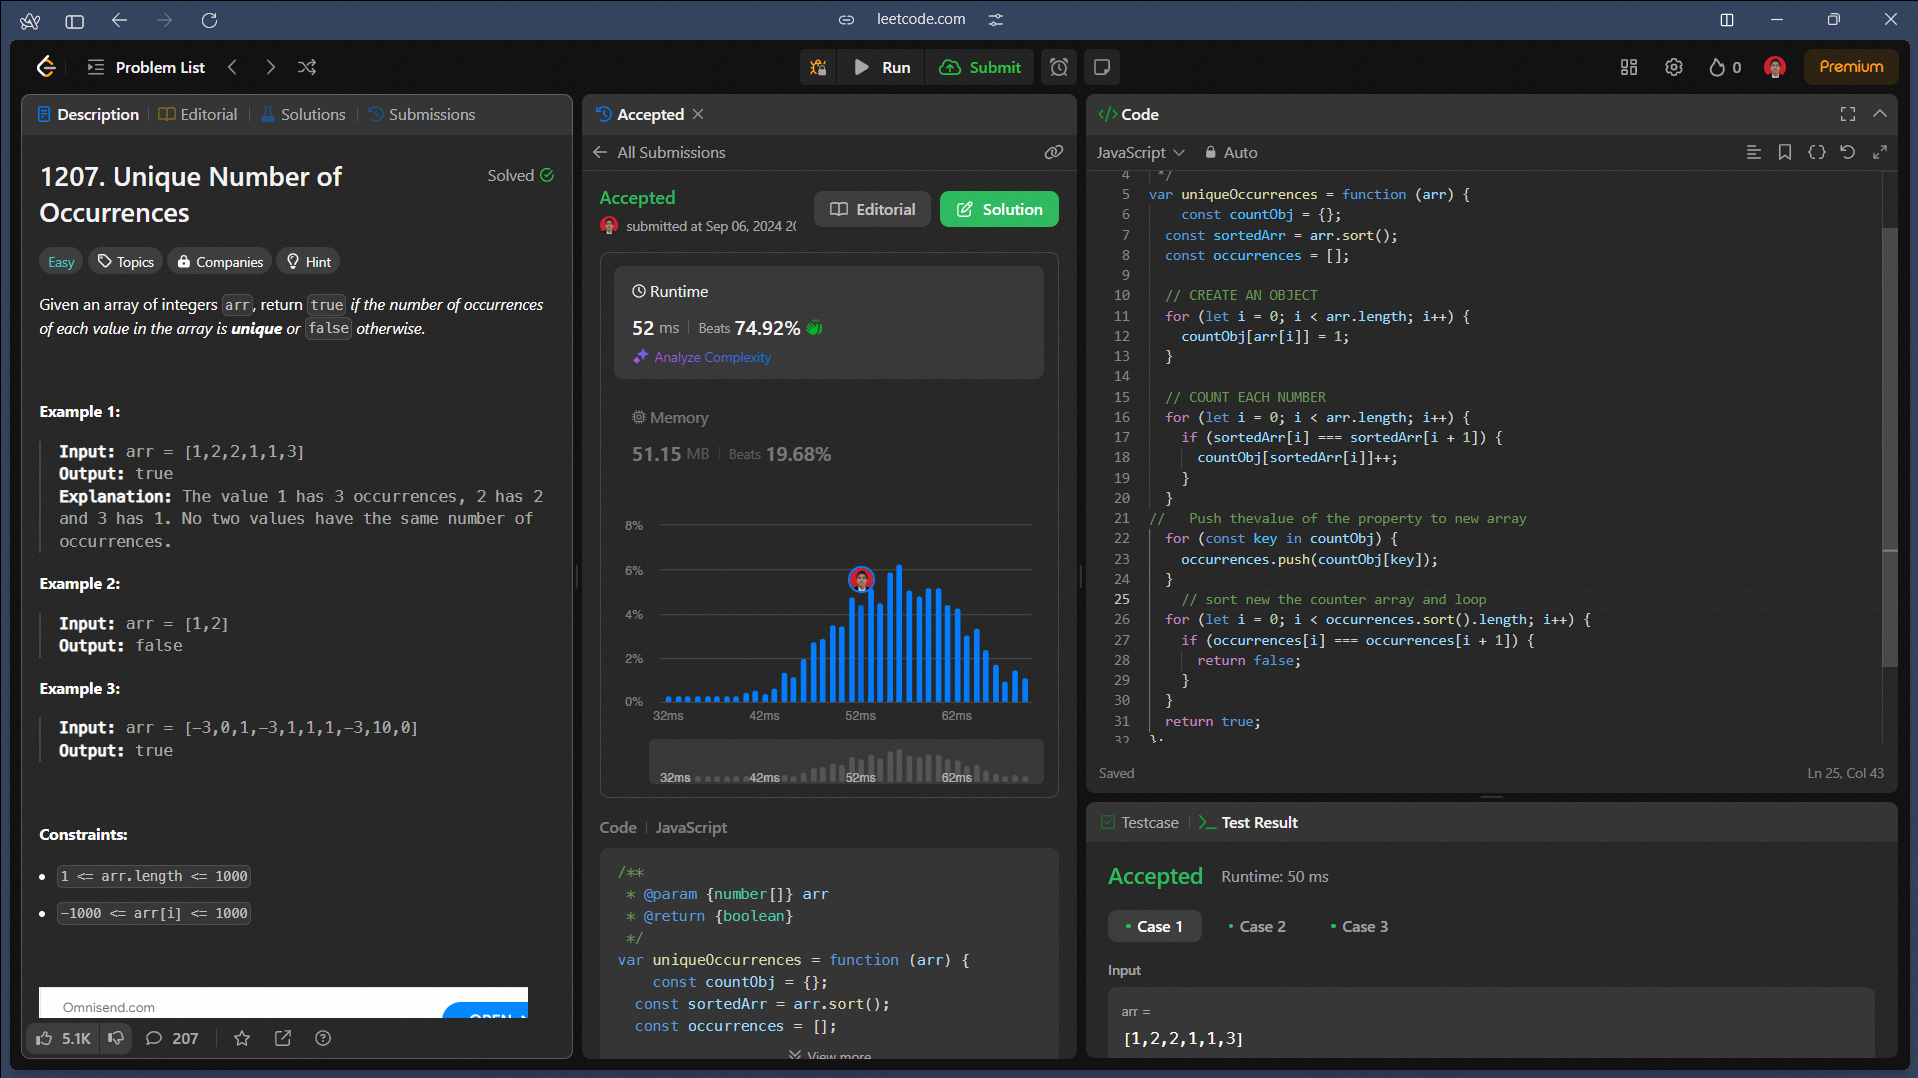 leetcode.com
Problem List
Run
Submit
0
Premium
Description
Editorial
Solutions
Submissions
1207. Unique Number of
Occurrences
Solved
Easy
Topics
Companies
Hint
Given an array of integers arr, return true if the number of occurrences
of each value in the array is unique or false otherwise.
Example 1:
Input: arr = [1,2,2,1,1,3]
Output: true
Explanation: The value 1 has 3 occurrences, 2 has 2
and 3 has 1. No two values have the same number of
occurrences.
Example 2:
Input: arr = [1,2]
Output: false
Example 3:
Input: arr = [-3,0,1,-3,1,1,1,-3,10,0]
Output: true
Constraints:
1 <= arr.length <= 1000
-1000 <= arr[i] <= 1000
Omnisend.com
OPEN
5.1K
207
Accepted
All Submissions
Accepted
submitted at Sep 06, 2024 20
Editorial
Solution
Runtime
52 ms
Beats 74.92%
Analyze Complexity
Memory
51.15 MB
Beats 19.68%
8%
6%
4%
2%
0%
32ms 42ms 52ms 62ms
32ms 42ms 52ms 62ms
Code
JavaScript
/**
* @param {number[]} arr
* @return {boolean}
*/
var uniqueOccurrences = function (arr) {
const countObj = {};
const sortedArr = arr.sort();
const occurrences = [];
View more
Code
JavaScript
Auto
4 */
5 var uniqueOccurrences = function (arr) {
6 const countObj = {};
7 const sortedArr = arr.sort();
8 const occurrences = [];
9
10 // CREATE AN OBJECT
11 for (let i = 0; i < arr.length; i++) {
12 countObj[arr[i]] = 1;
13 }
14
15 // COUNT EACH NUMBER
16 for (let i = 0; i < arr.length; i++) {
17 if (sortedArr[i] === sortedArr[i + 1]) {
18 countObj[sortedArr[i]]++;
19 }
20 }
21 // Push thevalue of the property to new array
22 for (const key in countObj) {
23 occurrences.push(countObj[key]);
24 }
25 // sort new the counter array and loop
26 for (let i = 0; i < occurrences.sort().length; i++) {
27 if (occurrences[i] === occurrences[i + 1]) {
28 return false;
29 }
30 }
31 return true;
32 };
Saved
Ln 25, Col 43
Testcase
Test Result
Accepted
Runtime: 50 ms
Case 1
Case 2
Case 3
Input
arr =
[1,2,2,1,1,3]